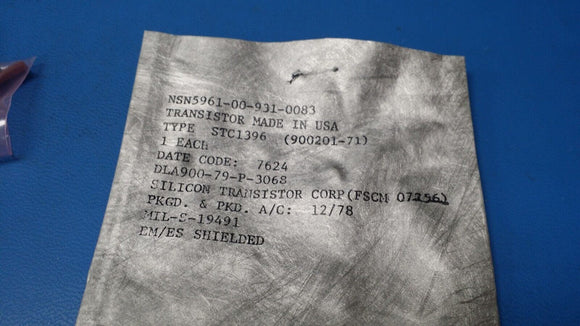 NSN5961-00-931-0083
TRANSISTOR MADE IN USA
TYPE STC1396 (900201-71)
1 EACH
DATE CODE: 7624
DLA900-79-P-3068
SILICON TRANSISTOR CORP(FSCM 07256)
PKGD. & PKD. A/C: 12/78
MIL-S-19491
EM/ES SHIELDED